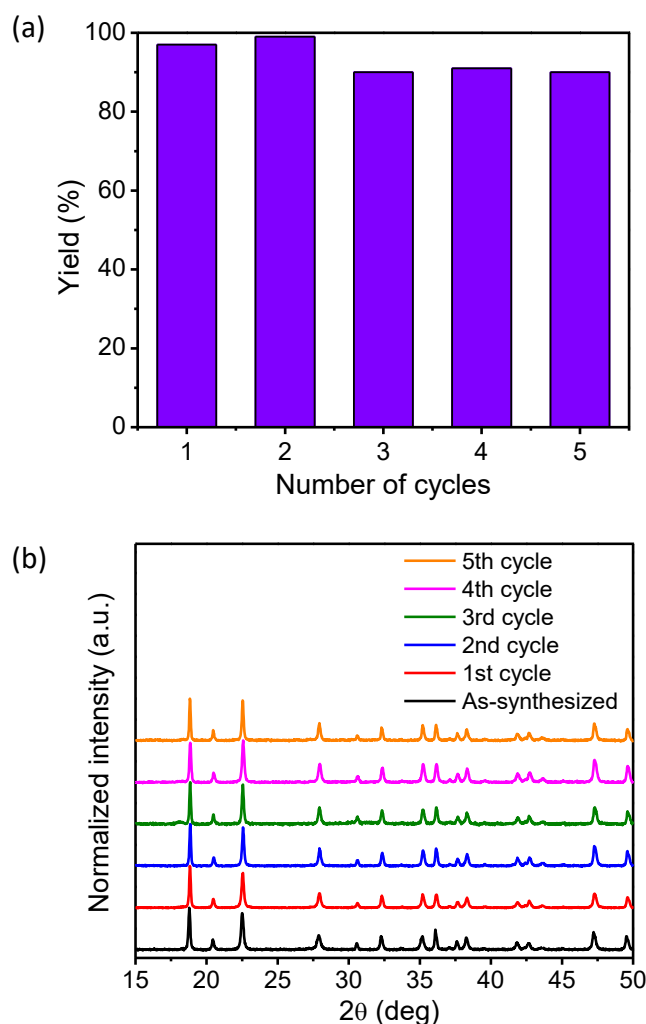 (a)
100
80
60
40
20
0
Yield (%)
1 2 3 4 5
Number of cycles
(b)
5th cycle
4th cycle
3rd cycle
2nd cycle
1st cycle
As-synthesized
Normalized intensity (a.u.)
15 20 25 30 35 40 45 50
2θ (deg)